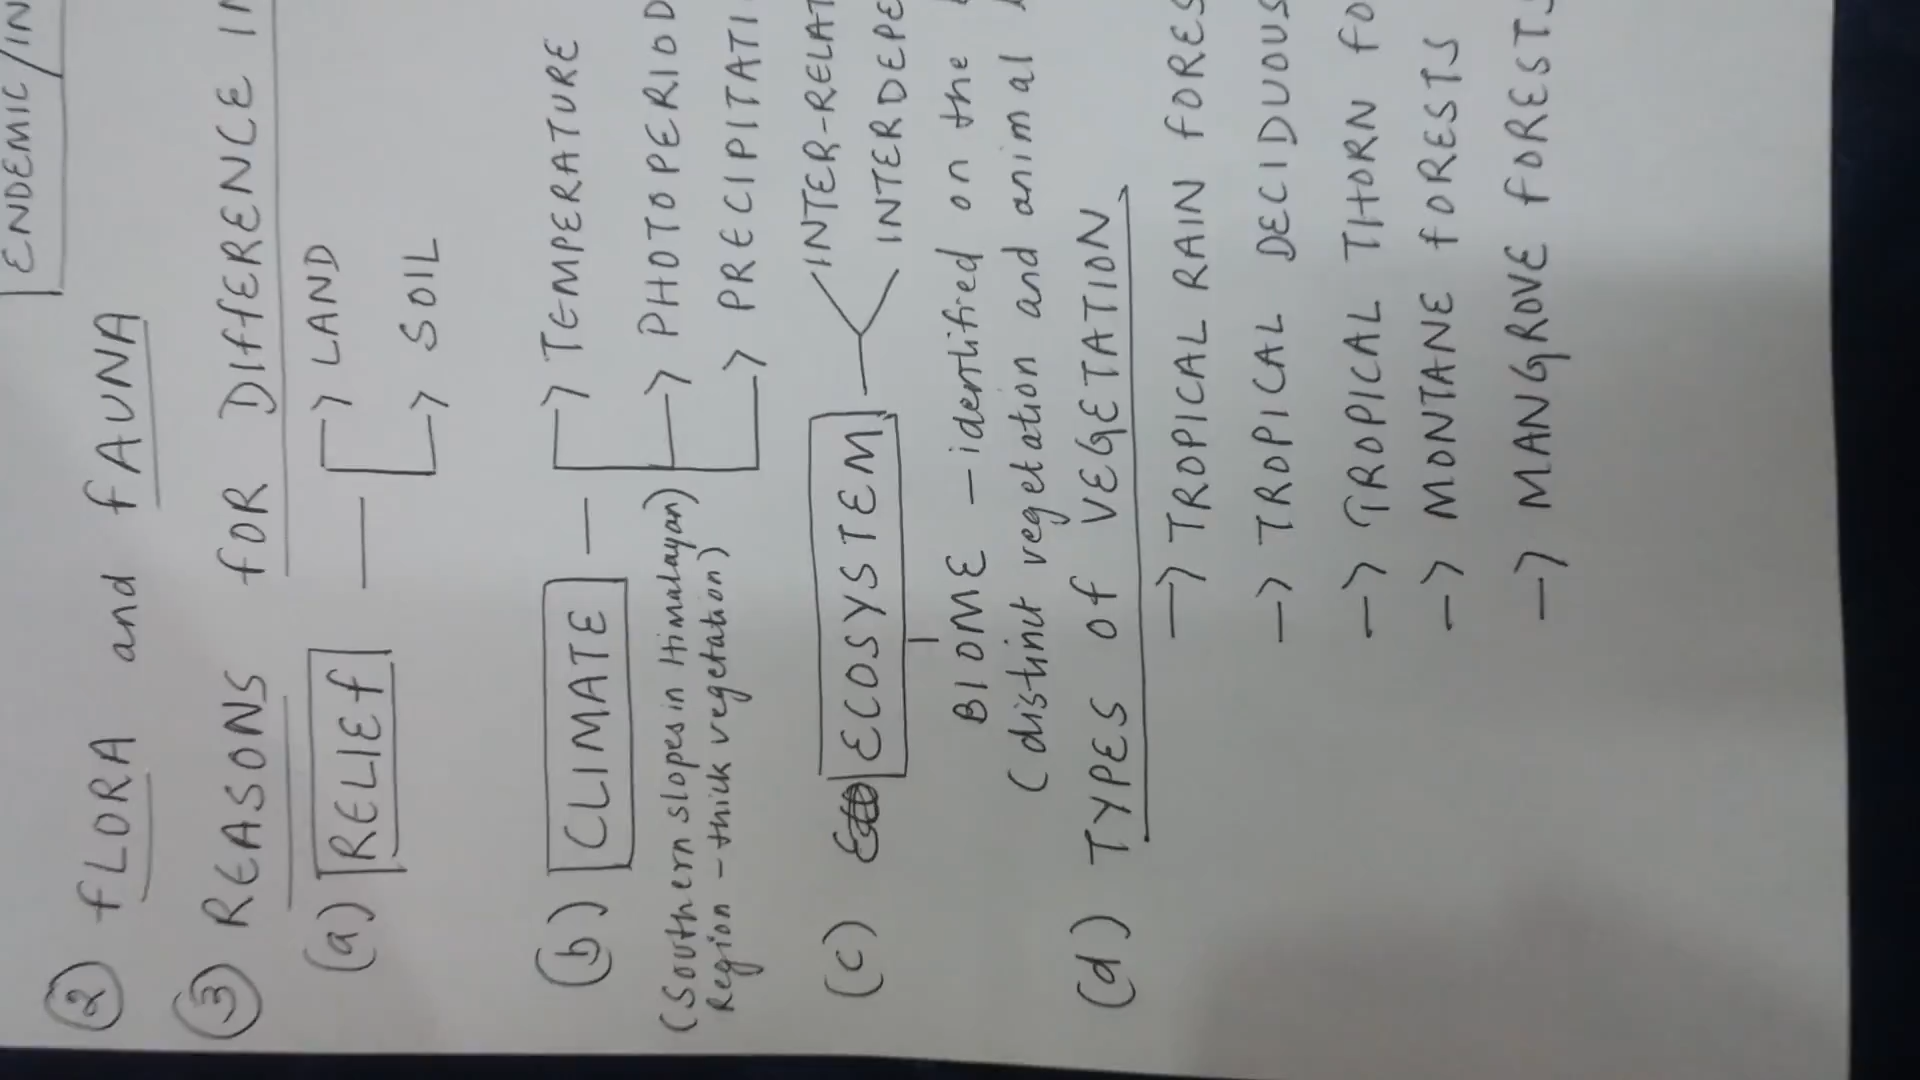 ENDEMIC/IN
② FLORA and FAUNA
③ REASONS FOR DIFFERENCE
(a) RELIEF — → LAND
→ SOIL
(b) CLIMATE — → TEMPERATURE
→ PHOTOPERIOD
(Southern slopes in Himalayan
Region - thick vegetation)
→ PRECIPITATI
(c) ECOSYSTEM — INTER-RELAT
INTERDEPE
BIOME - identified on the
(distinct vegetation and animal
(d) TYPES OF VEGETATION
→ TROPICAL RAIN FORES
→ TROPICAL DECIDUOUS
→ TROPICAL THORN FO
→ MONTANE FORESTS
→ MANGROVE FORESTS